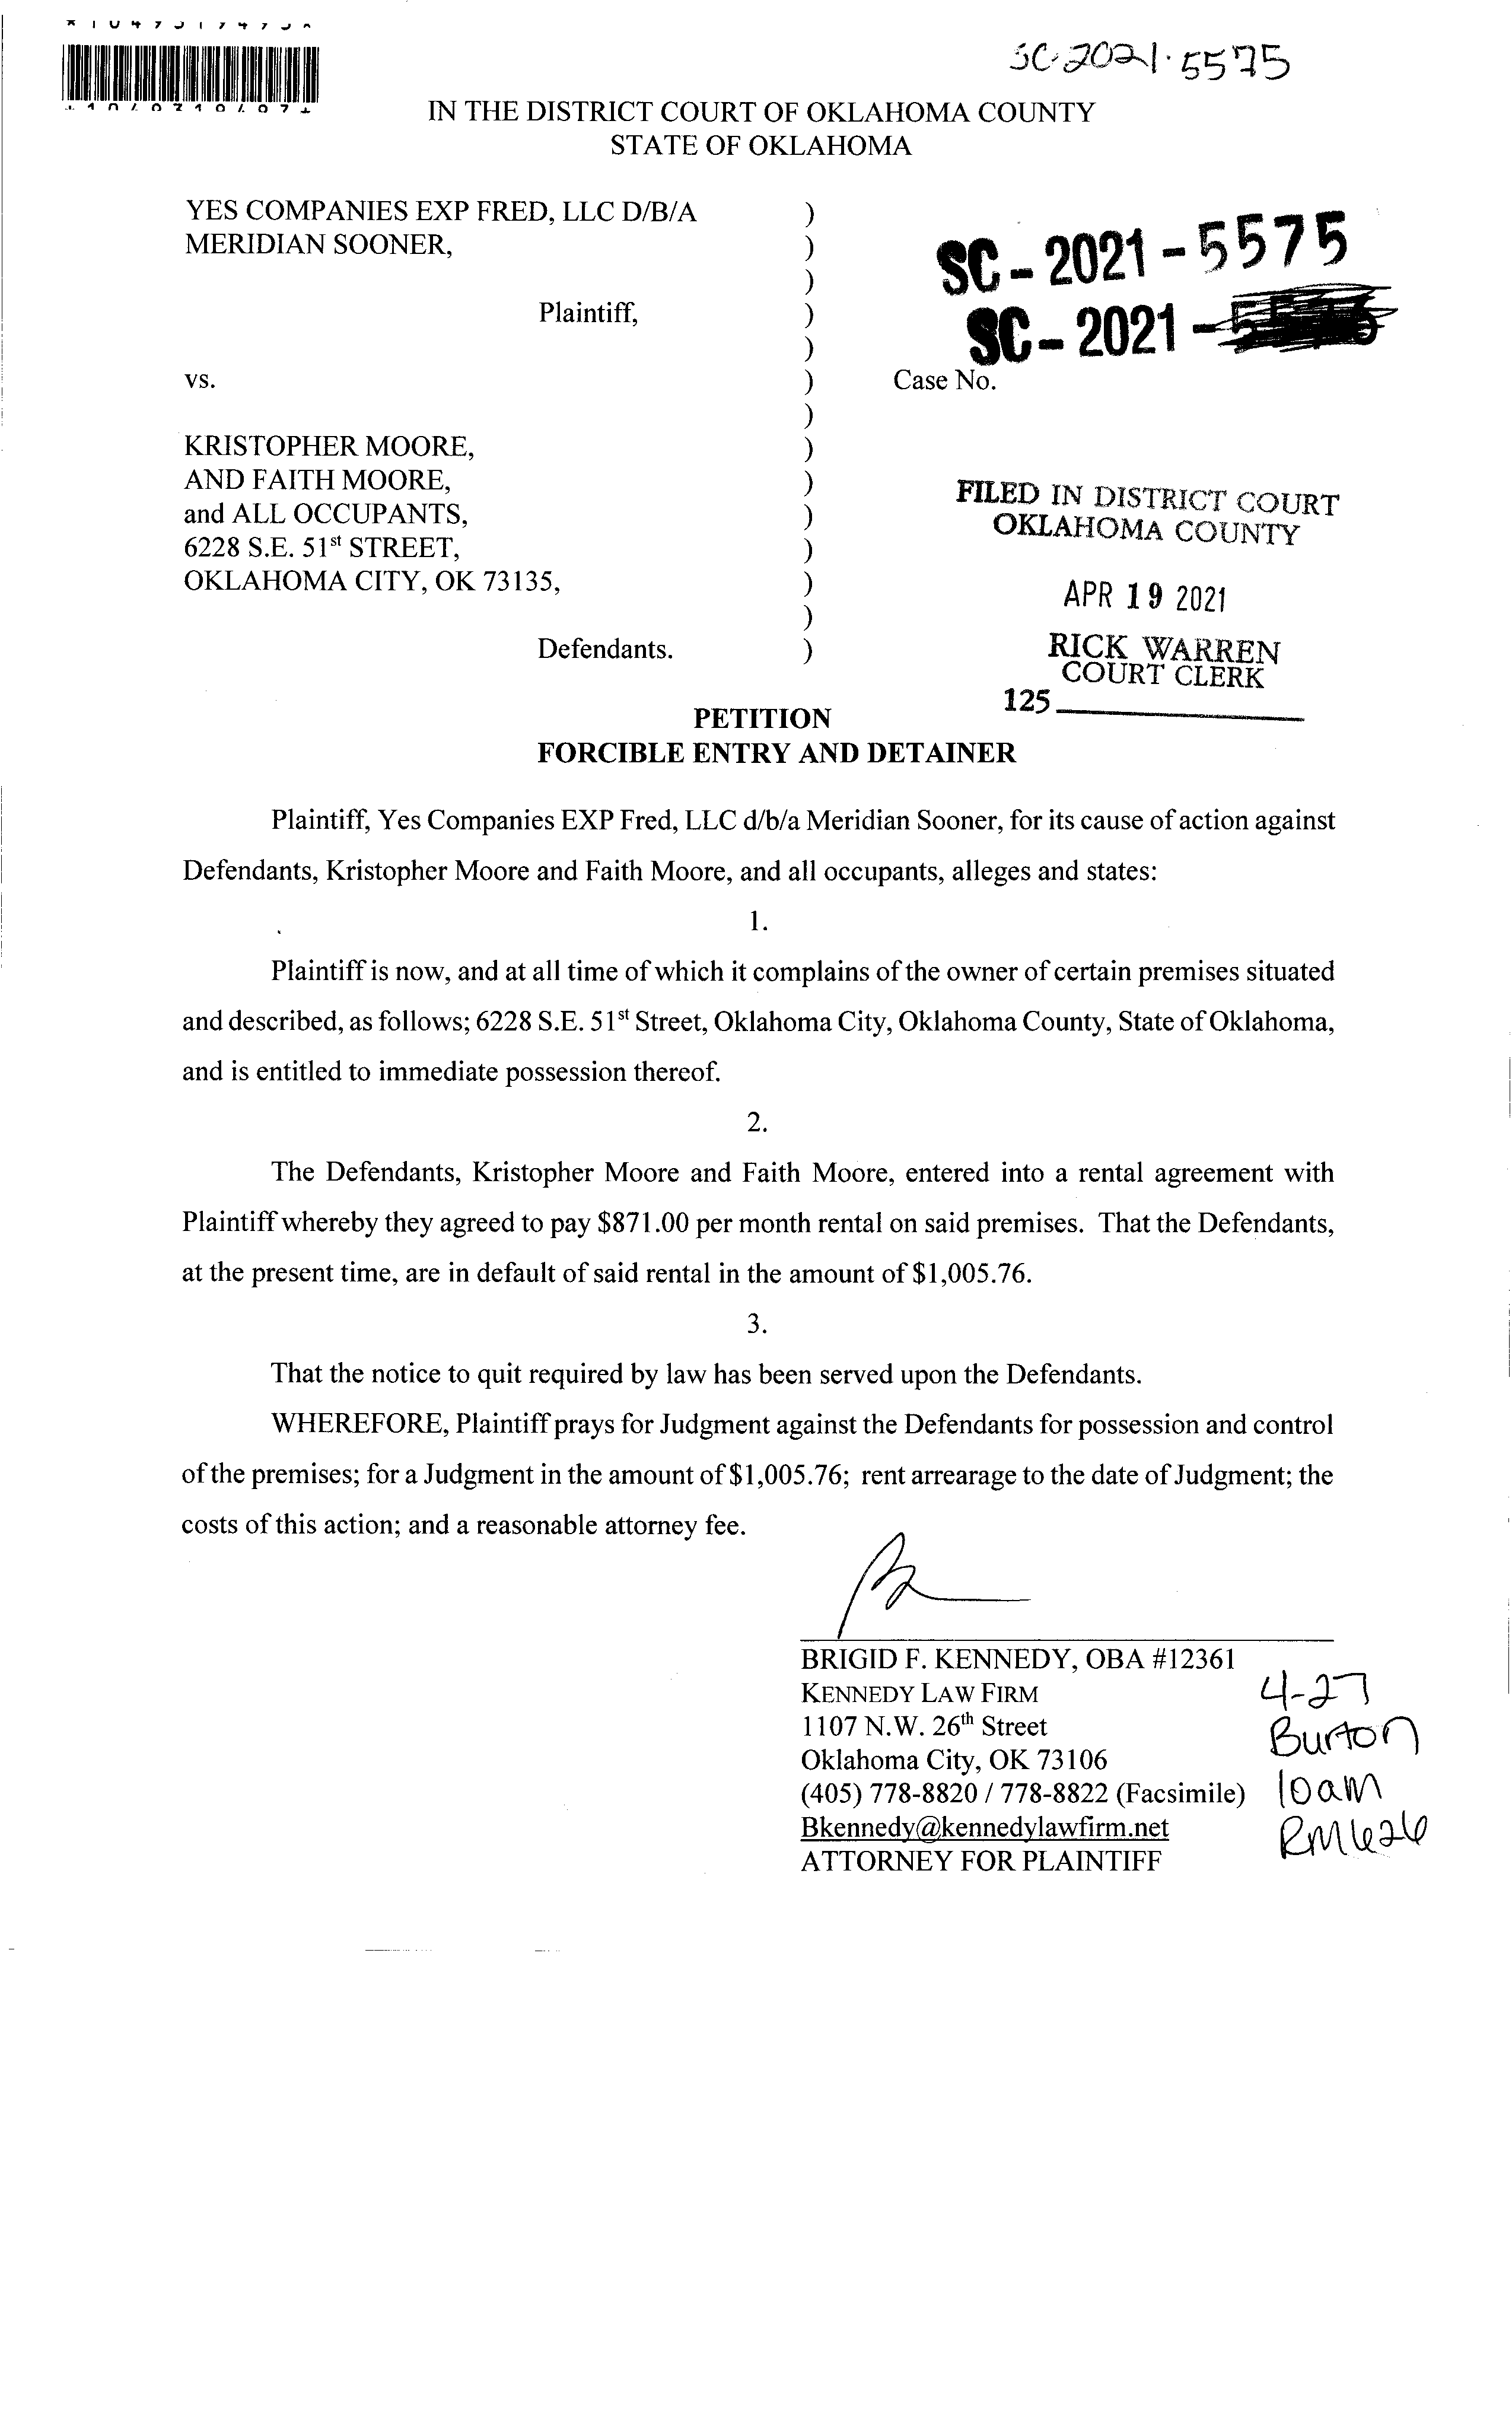 SC-2021-5575
IN THE DISTRICT COURT OF OKLAHOMA COUNTY
STATE OF OKLAHOMA
YES COMPANIES EXP FRED, LLC D/B/A )
MERIDIAN SOONER, )
)
Plaintiff, )
)
vs. )
)
KRISTOPHER MOORE, )
AND FAITH MOORE, )
and ALL OCCUPANTS, )
6228 S.E. 51st STREET, )
OKLAHOMA CITY, OK 73135, )
)
Defendants. )
SC-2021-5575
SC-2021-
Case No.
FILED IN DISTRICT COURT
OKLAHOMA COUNTY
APR 19 2021
RICK WARREN
COURT CLERK
125
PETITION
FORCIBLE ENTRY AND DETAINER
Plaintiff, Yes Companies EXP Fred, LLC d/b/a Meridian Sooner, for its cause of action against
Defendants, Kristopher Moore and Faith Moore, and all occupants, alleges and states:
1.
Plaintiff is now, and at all time of which it complains of the owner of certain premises situated
and described, as follows; 6228 S.E. 51st Street, Oklahoma City, Oklahoma County, State of Oklahoma,
and is entitled to immediate possession thereof.
2.
The Defendants, Kristopher Moore and Faith Moore, entered into a rental agreement with
Plaintiff whereby they agreed to pay $871.00 per month rental on said premises. That the Defendants,
at the present time, are in default of said rental in the amount of $1,005.76.
3.
That the notice to quit required by law has been served upon the Defendants.
WHEREFORE, Plaintiff prays for Judgment against the Defendants for possession and control
of the premises; for a Judgment in the amount of $1,005.76; rent arrearage to the date of Judgment; the
costs of this action; and a reasonable attorney fee.
BRIGID F. KENNEDY, OBA #12361
KENNEDY LAW FIRM
1107 N.W. 26th Street
Oklahoma City, OK 73106
(405) 778-8820 / 778-8822 (Facsimile)
Bkennedy@kennedylawfirm.net
ATTORNEY FOR PLAINTIFF
4-27
Burton
10am
RM626